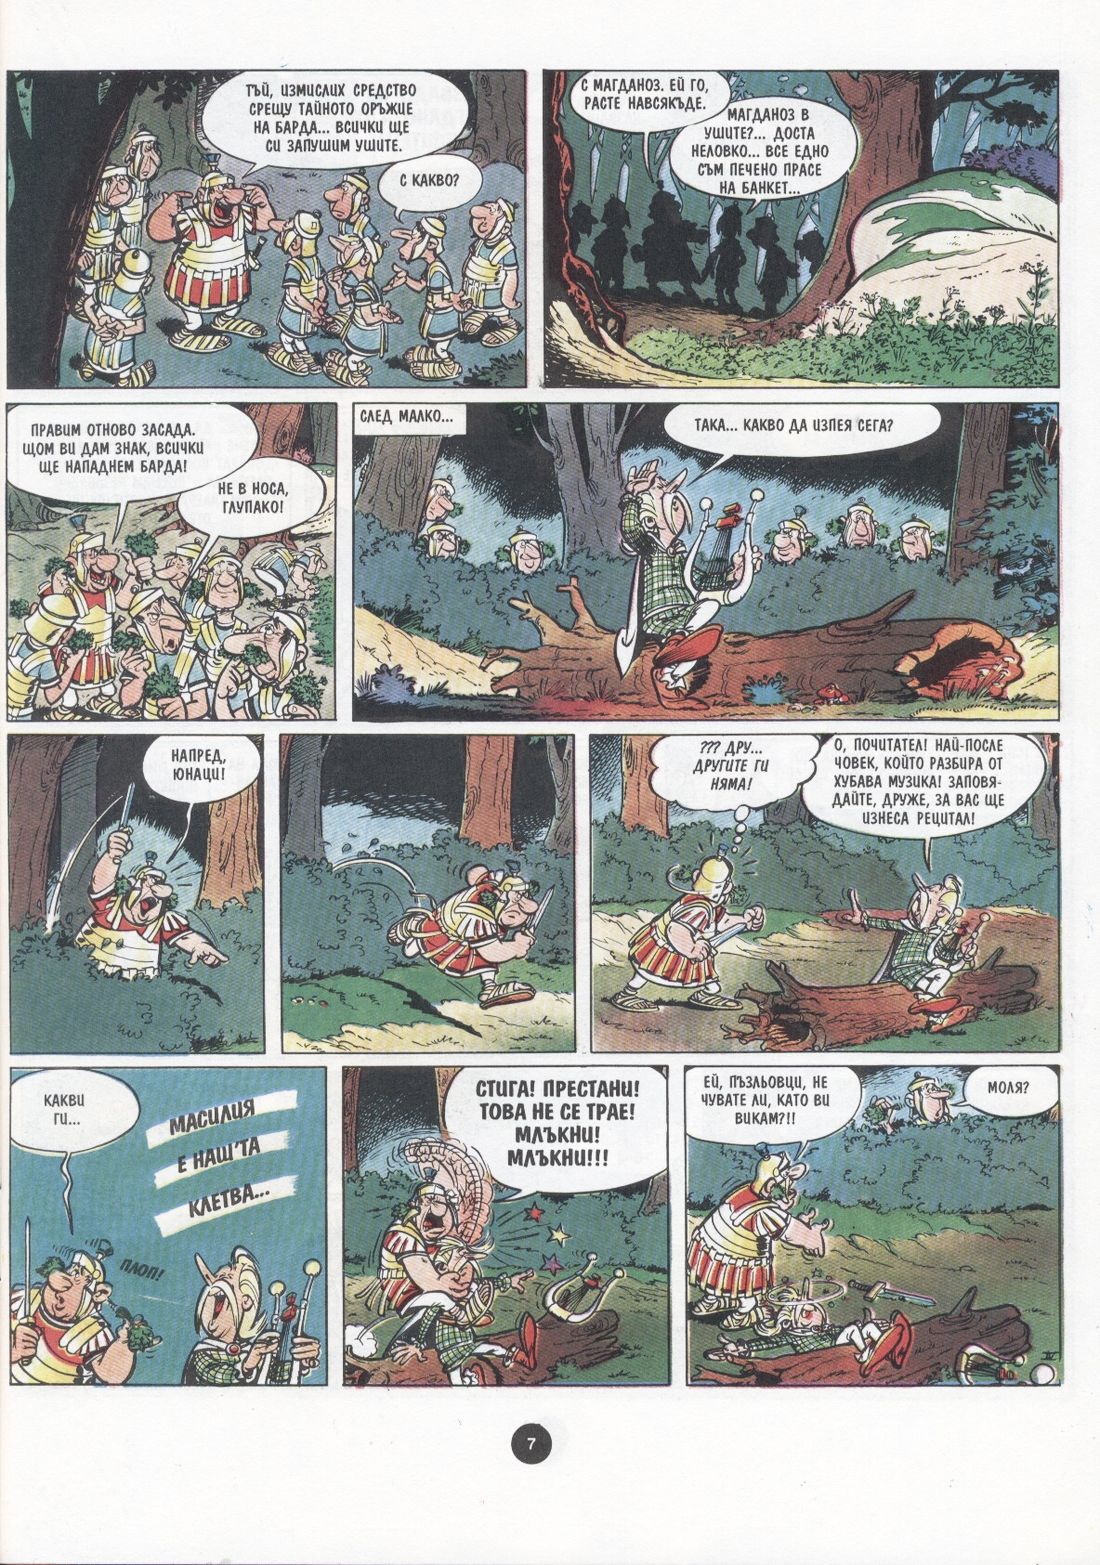 ТЪЙ, ИЗМИСЛИХ СРЕДСТВО
СРЕЩУ ТАЙНОТО ОРЪЖИЕ
НА БАРДА... ВСИЧКИ ЩЕ
СИ ЗАПУШИМ УШИТЕ.
С КАКВО?
С МАГДАНОЗ. ЕЙ ГО,
РАСТЕ НАВСЯКЪДЕ.
МАГДАНОЗ В
УШИТЕ?... ДОСТА
НЕЛОВКО... ВСЕ ЕДНО
СЪМ ПЕЧЕНО ПРАСЕ
НА БАНКЕТ...
ПРАВИМ ОТНОВО ЗАСАДА.
ЩОМ ВИ ДАМ ЗНАК, ВСИЧКИ
ЩЕ НАПАДНЕМ БАРДА!
НЕ В НОСА,
ГЛУПАКО!
СЛЕД МАЛКО...
ТАКА... КАКВО ДА ИЗПЕЯ СЕГА?
НАПРЕД,
ЮНАЦИ!
??? ДРУ...
ДРУГИТЕ ГИ
НЯМА!
О, ПОЧИТАТЕЛ! НАЙ-ПОСЛЕ
ЧОВЕК, КОЙТО РАЗБИРА ОТ
ХУБАВА МУЗИКА! ЗАПОВЯ-
ДАЙТЕ, ДРУЖЕ, ЗА ВАС ЩЕ
ИЗНЕСА РЕЦИТАЛ!
КАКВИ
ГИ...
МАСИЛИЯ
Е НАШ'ТА
КЛЕТВА...
ПЛОП!
СТИГА! ПРЕСТАНИ!
ТОВА НЕ СЕ ТРАЕ!
МЛЪКНИ!
МЛЪКНИ!!!
ЕЙ, ПЪЗЛЬОВЦИ, НЕ
ЧУВАТЕ ЛИ, КАТО ВИ
ВИКАМ?!!
МОЛЯ?
7